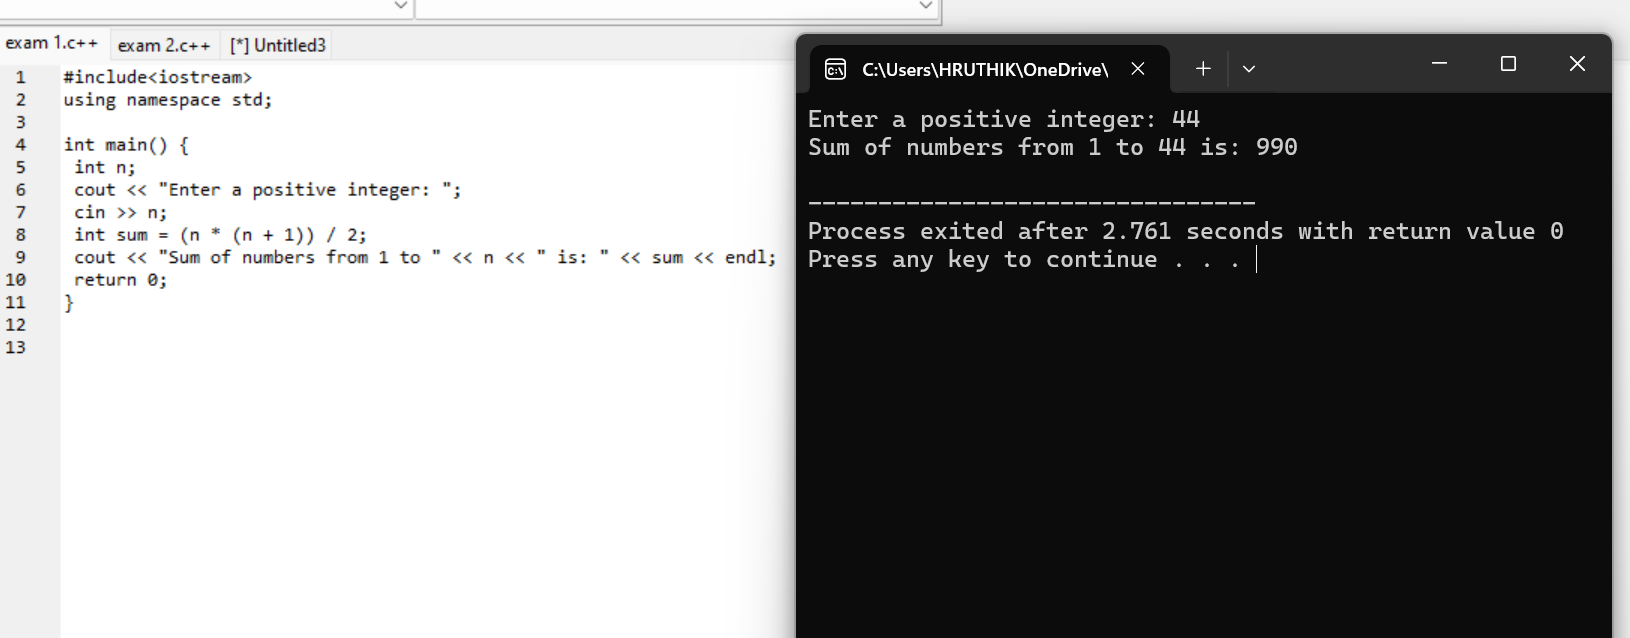 exam 1.c++ exam 2.c++ [*] Untitled3
1 #include<iostream>
2 using namespace std;
3
4 int main() {
5 int n;
6 cout << "Enter a positive integer: ";
7 cin >> n;
8 int sum = (n * (n + 1)) / 2;
9 cout << "Sum of numbers from 1 to " << n << " is: " << sum << endl;
10 return 0;
11 }
12
13
C:\Users\HRUTHIK\OneDrive\
Enter a positive integer: 44
Sum of numbers from 1 to 44 is: 990
--------------------------------
Process exited after 2.761 seconds with return value 0
Press any key to continue . . .